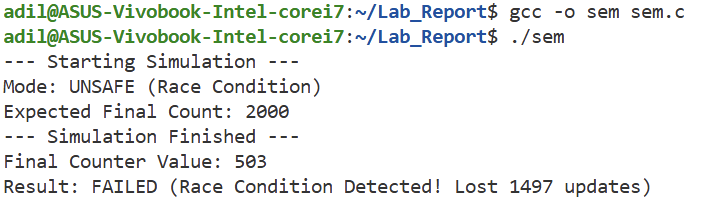 adil@ASUS-Vivobook-Intel-corei7:~/Lab_Report$ gcc -o sem sem.c
adil@ASUS-Vivobook-Intel-corei7:~/Lab_Report$ ./sem
--- Starting Simulation ---
Mode: UNSAFE (Race Condition)
Expected Final Count: 2000
--- Simulation Finished ---
Final Counter Value: 503
Result: FAILED (Race Condition Detected! Lost 1497 updates)